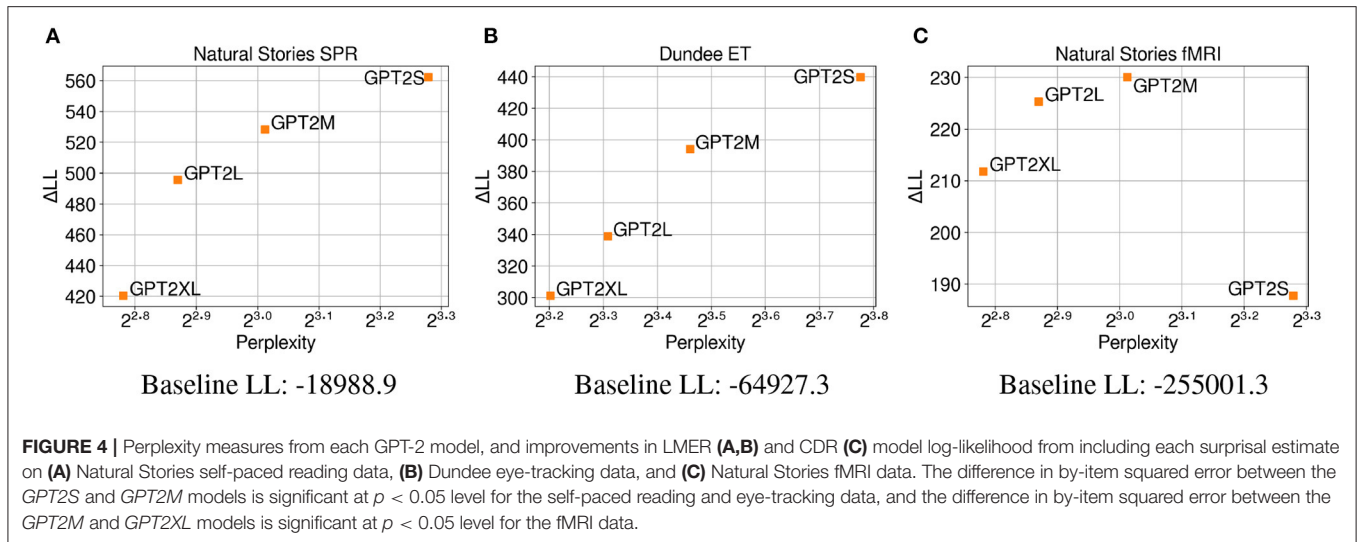 A
Natural Stories SPR
ΔLL
560
540
520
500
480
460
440
420
GPT2S
GPT2M
GPT2L
GPT2XL
2^2.8 2^2.9 2^3.0 2^3.1 2^3.2 2^3.3
Perplexity
Baseline LL: -18988.9
B
Dundee ET
ΔLL
440
420
400
380
360
340
320
300
GPT2S
GPT2M
GPT2L
GPT2XL
2^3.2 2^3.3 2^3.4 2^3.5 2^3.6 2^3.7 2^3.8
Perplexity
Baseline LL: -64927.3
C
Natural Stories fMRI
ΔLL
230
220
210
200
190
GPT2M
GPT2L
GPT2XL
GPT2S
2^2.8 2^2.9 2^3.0 2^3.1 2^3.2 2^3.3
Perplexity
Baseline LL: -255001.3
FIGURE 4 | Perplexity measures from each GPT-2 model, and improvements in LMER (A,B) and CDR (C) model log-likelihood from including each surprisal estimate
on (A) Natural Stories self-paced reading data, (B) Dundee eye-tracking data, and (C) Natural Stories fMRI data. The difference in by-item squared error between the
GPT2S and GPT2M models is significant at p < 0.05 level for the self-paced reading and eye-tracking data, and the difference in by-item squared error between the
GPT2M and GPT2XL models is significant at p < 0.05 level for the fMRI data.